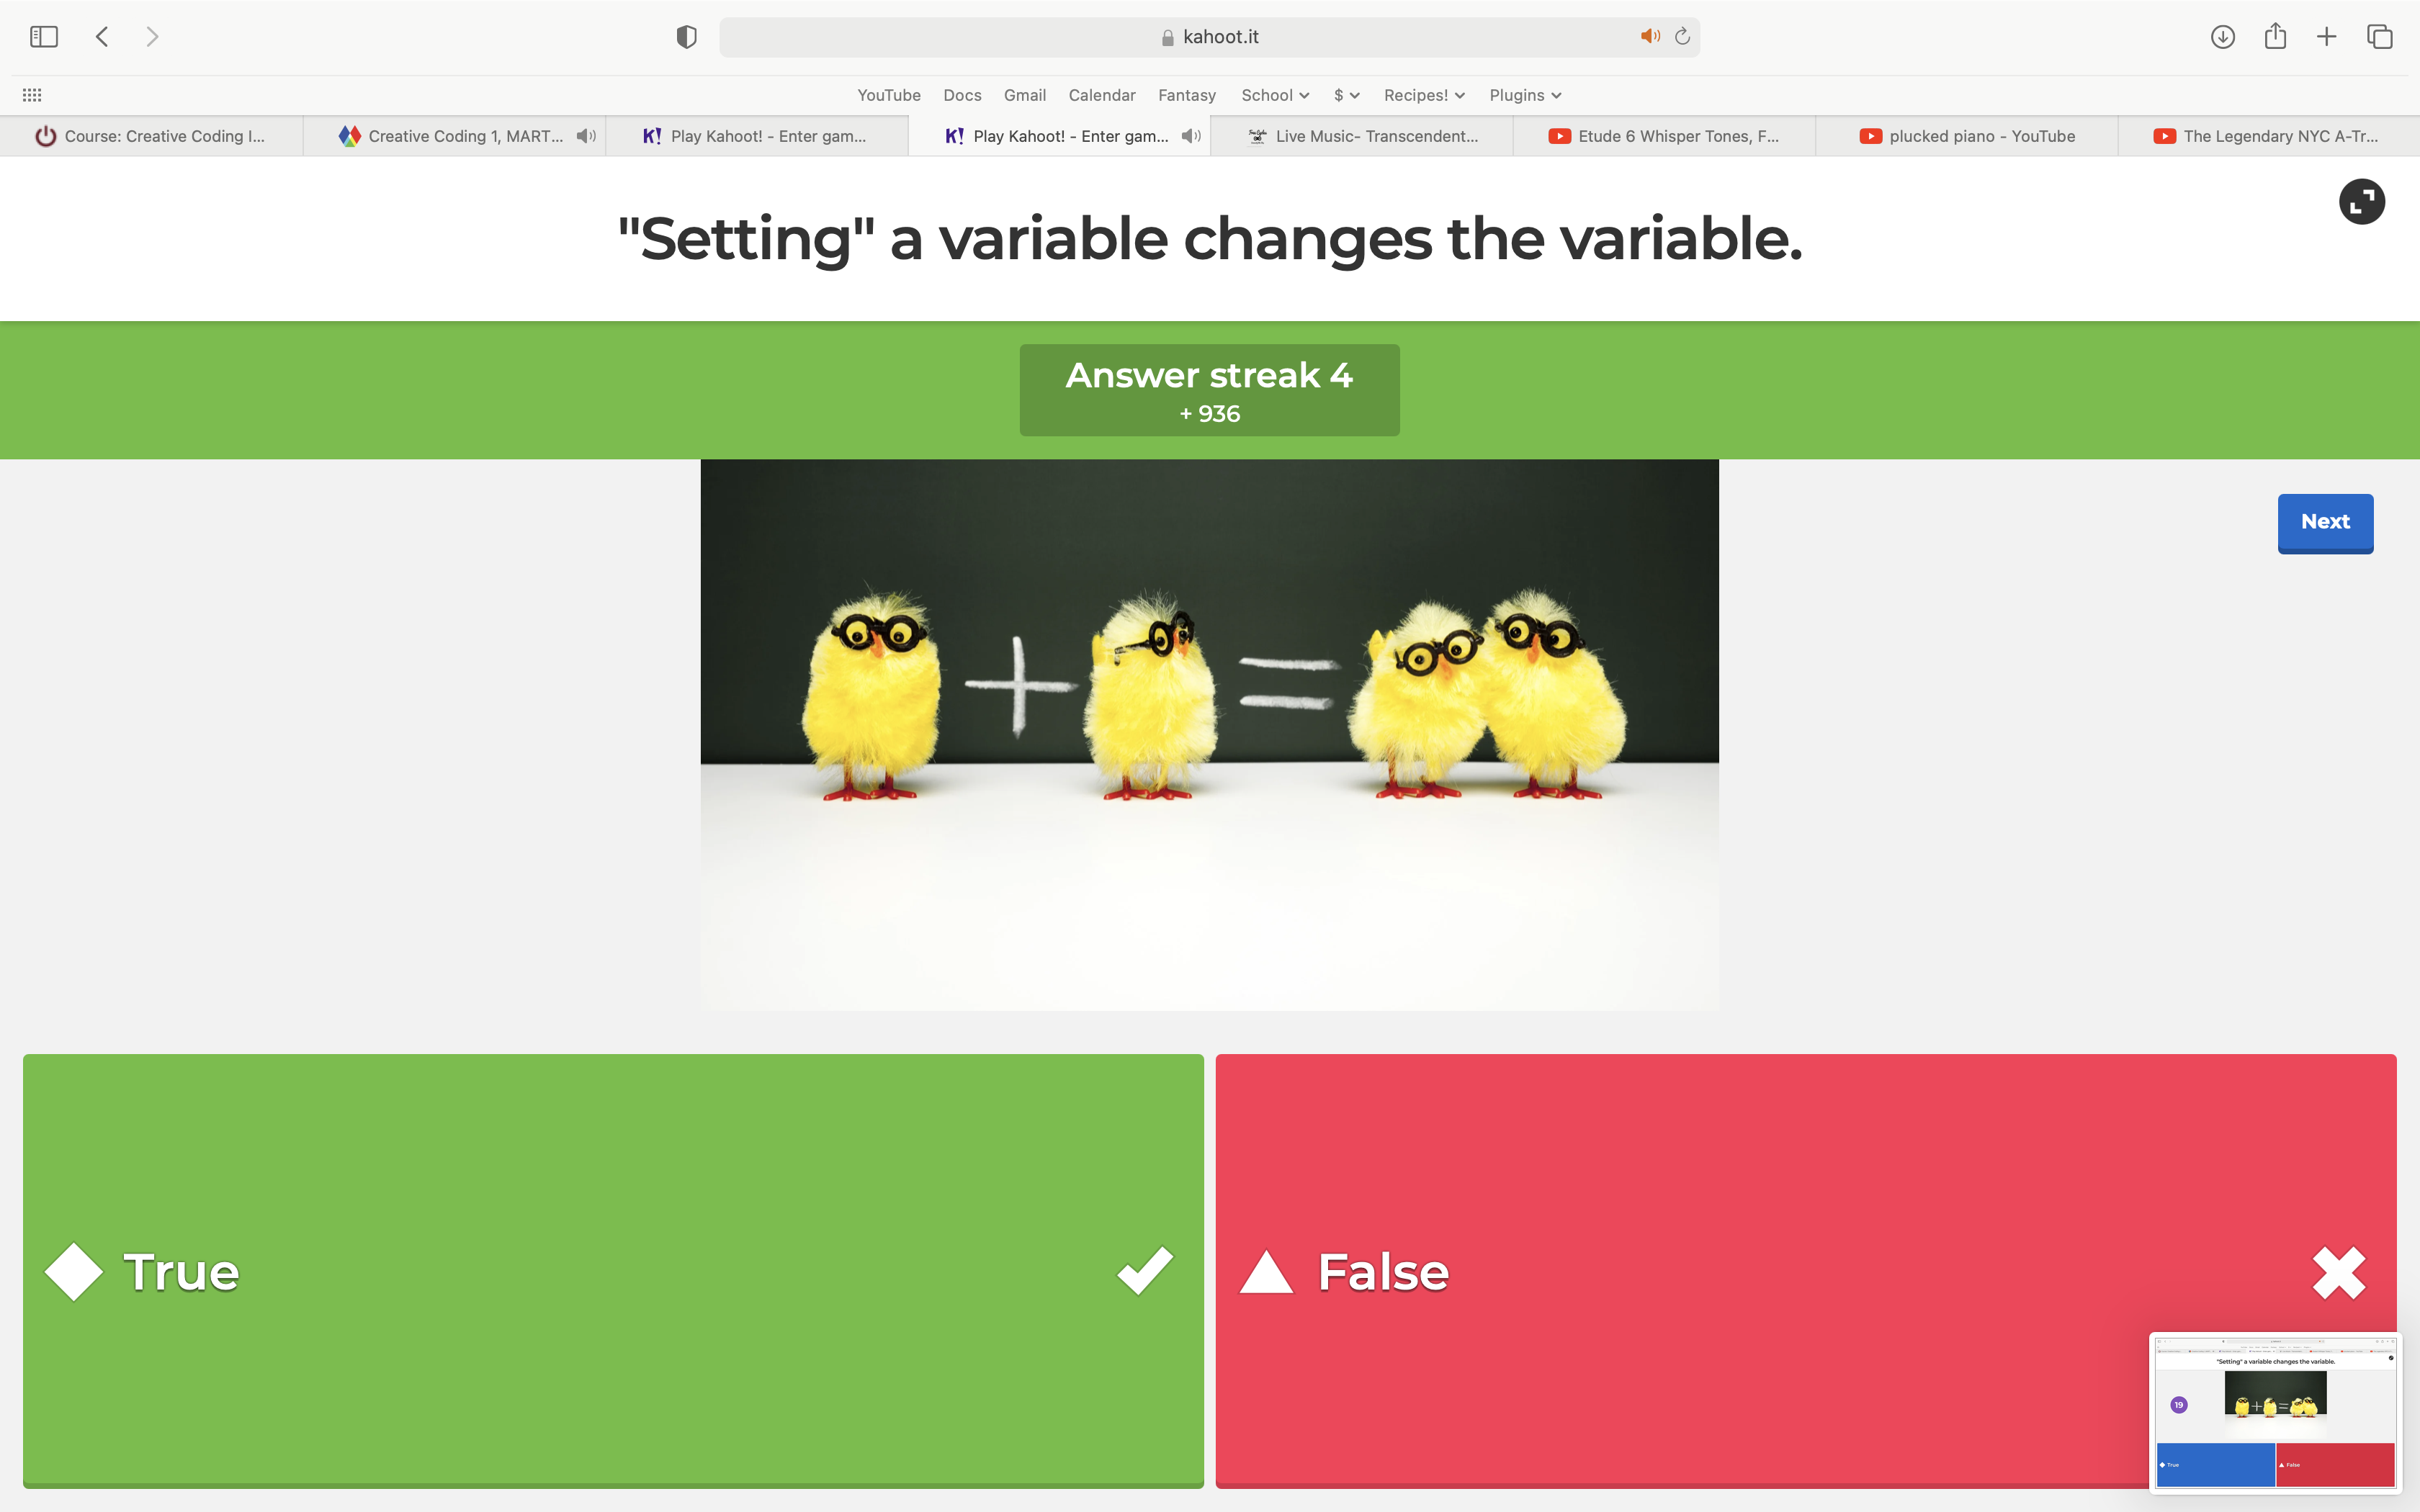 kahoot.it
YouTube Docs Gmail Calendar Fantasy School $ Recipes! Plugins
Course: Creative Coding I... Creative Coding 1, MART... K! Play Kahoot! - Enter gam... K! Play Kahoot! - Enter gam... Live Music- Transcendent... Etude 6 Whisper Tones, F... plucked piano - YouTube The Legendary NYC A-Tr...
"Setting" a variable changes the variable.
Answer streak 4
+ 936
Next
True False
"Setting" a variable changes the variable.
19
True False